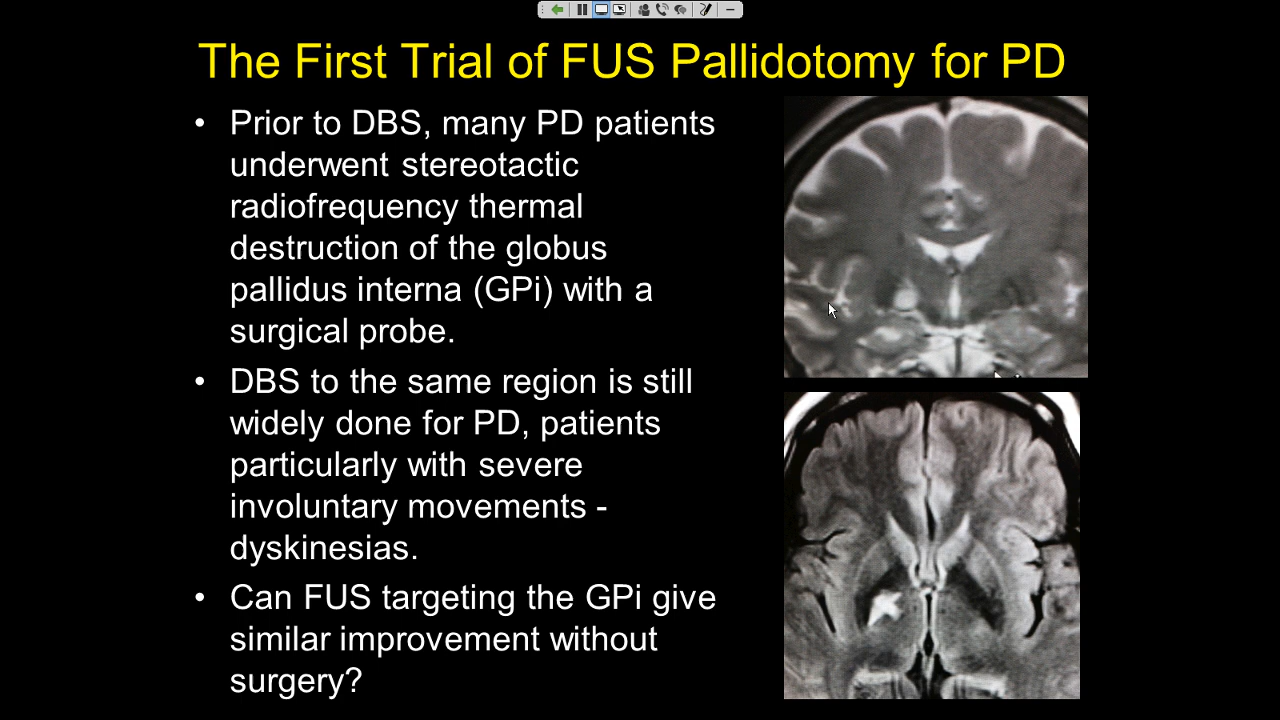 The First Trial of FUS Pallidotomy for PD
• Prior to DBS, many PD patients
underwent stereotactic
radiofrequency thermal
destruction of the globus
pallidus interna (GPi) with a
surgical probe.
• DBS to the same region is still
widely done for PD, patients
particularly with severe
involuntary movements -
dyskinesias.
• Can FUS targeting the GPi give
similar improvement without
surgery?